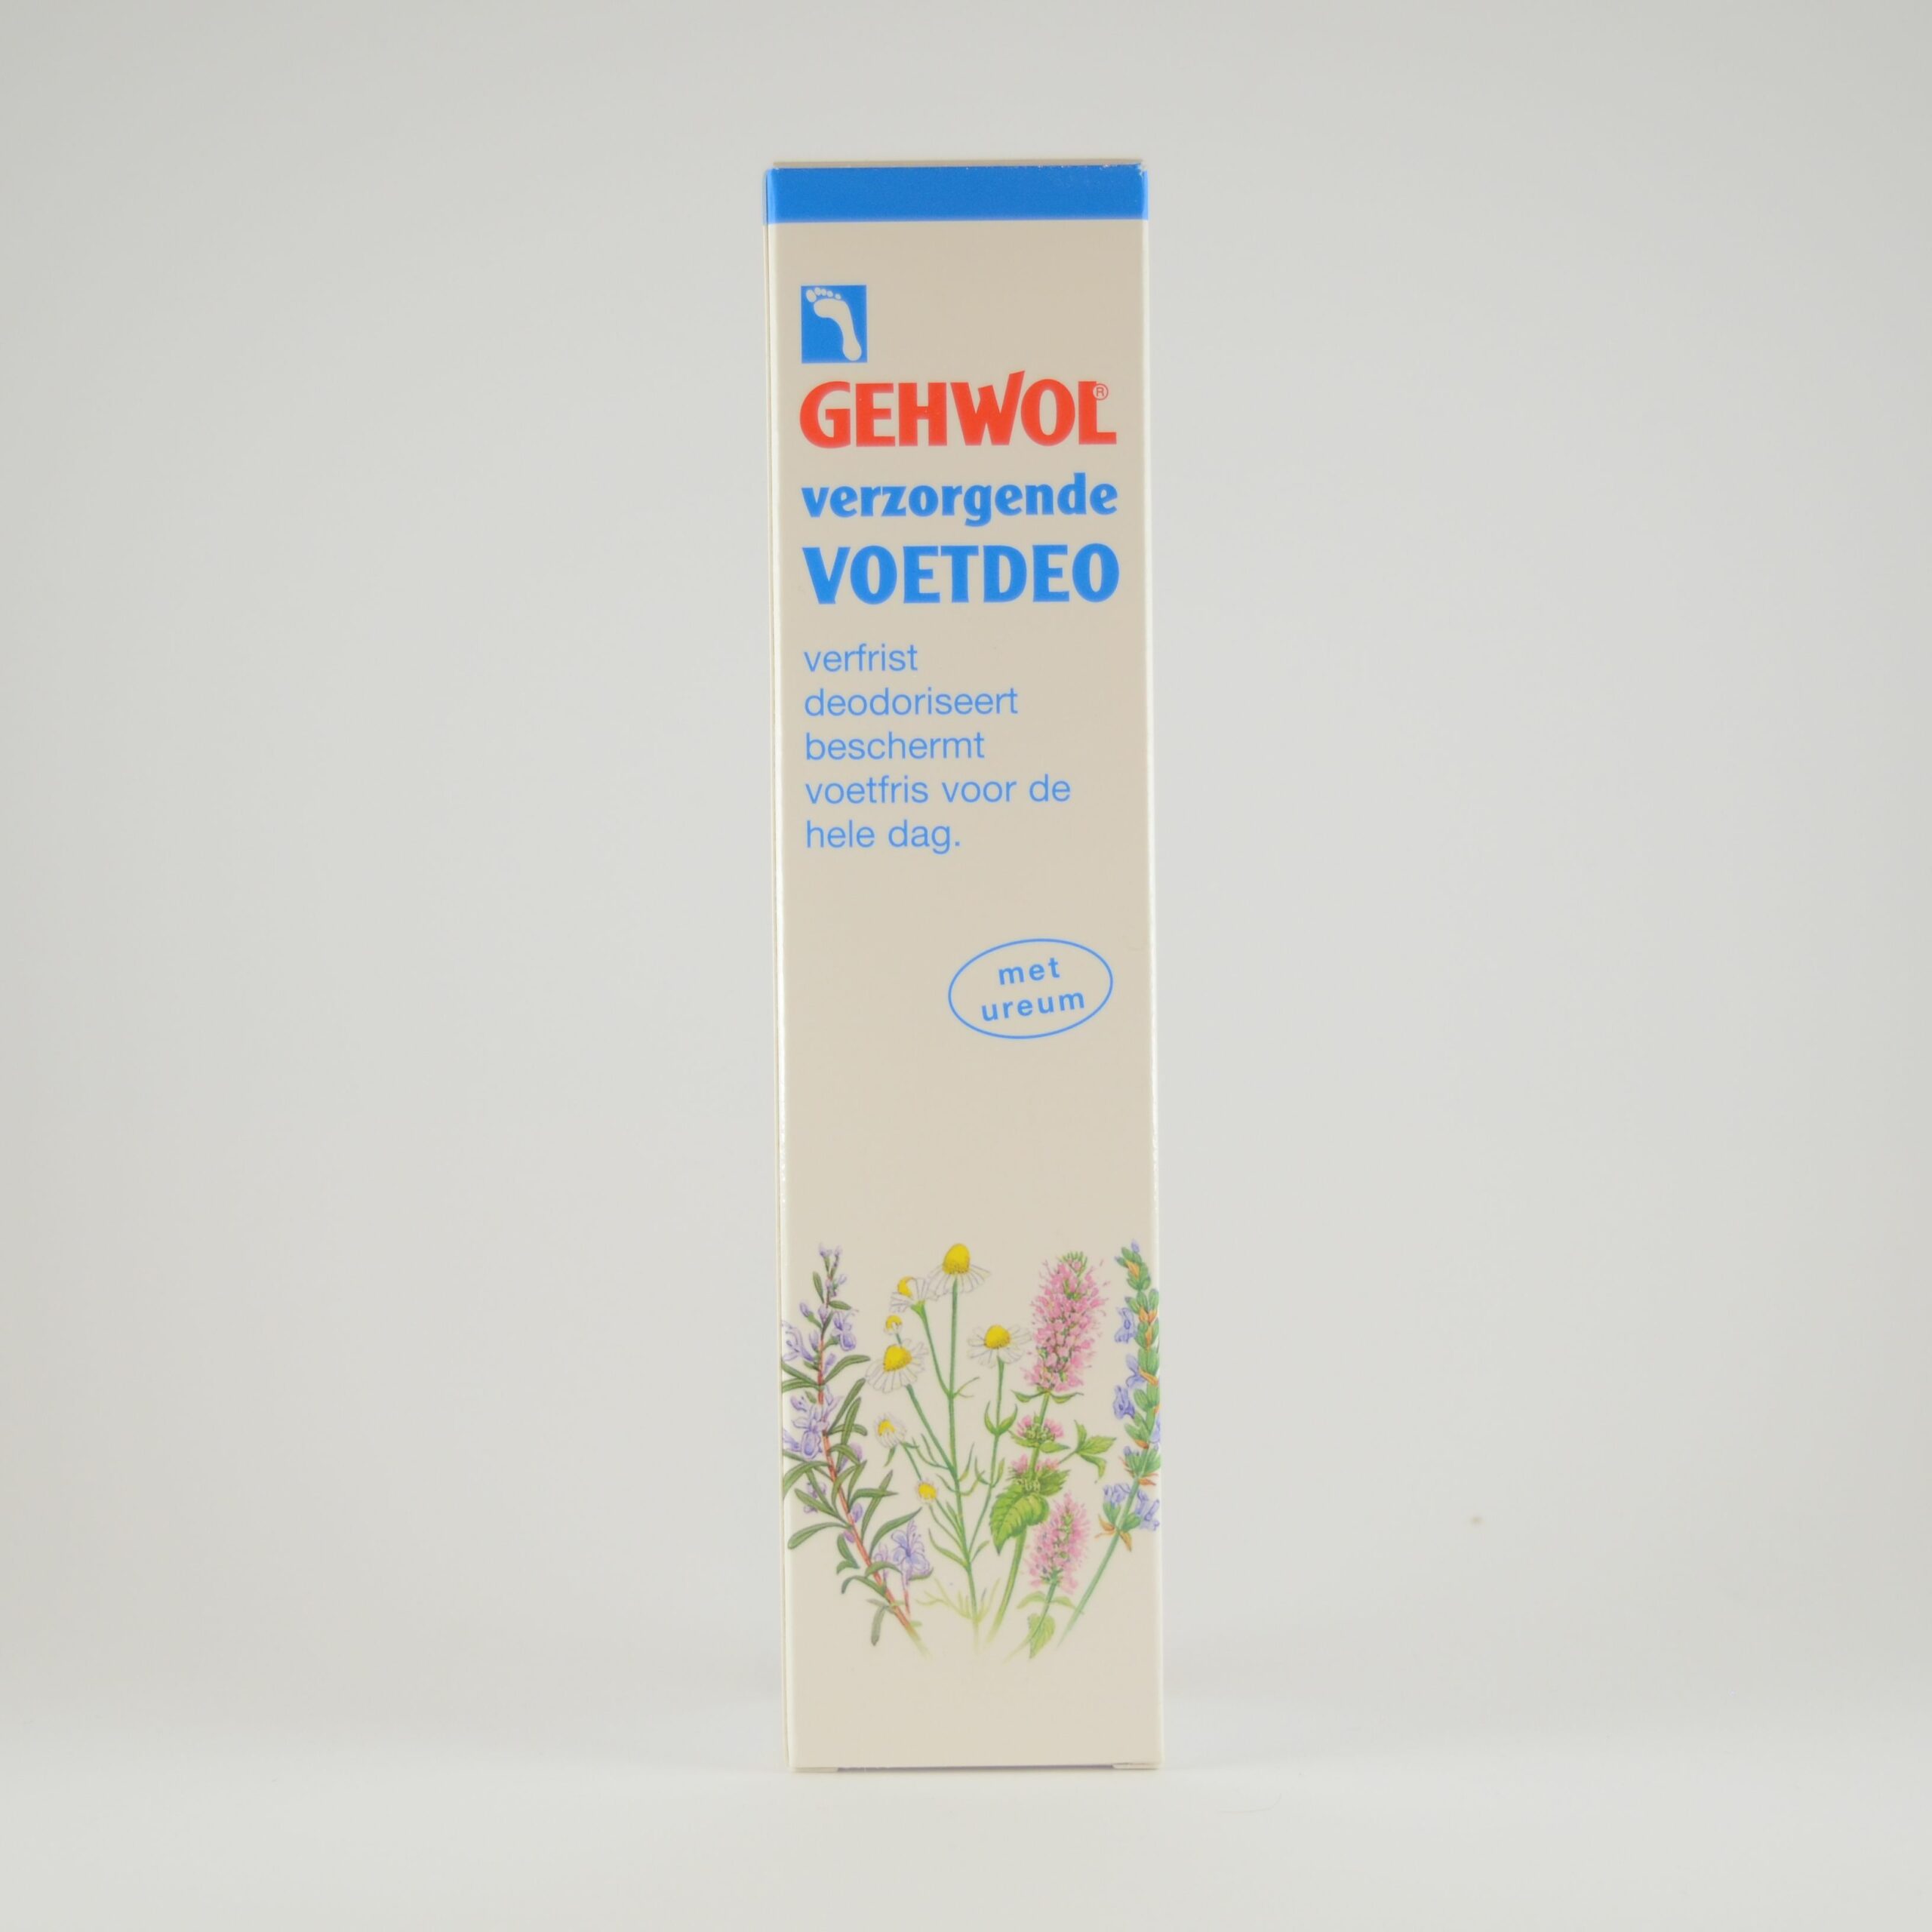 GEHWOL®
verzorgende
VOETDEO
verfrist
deodoriseert
beschermt
voetfris voor de
hele dag.
met
ureum